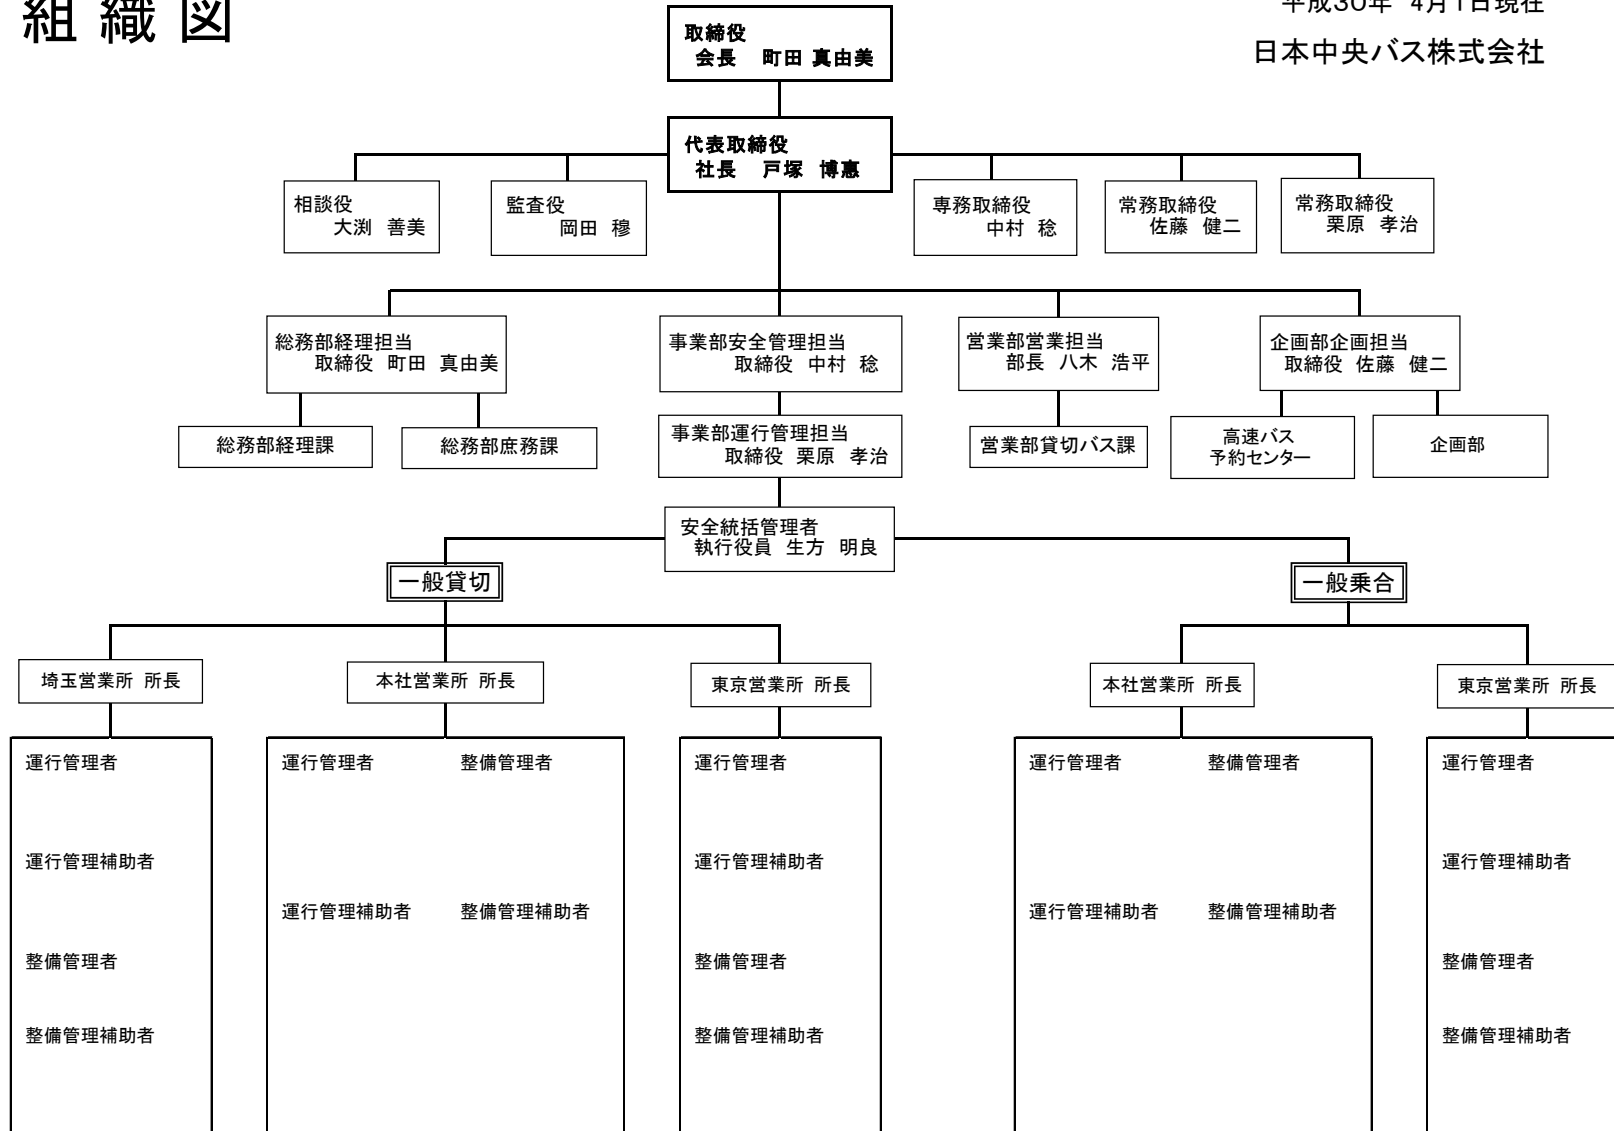 組織図
平成30年 4月1日現在
日本中央バス株式会社
取締役
会長 町田 真由美
代表取締役
社長 戸塚 博惠
相談役
大渕 善美
監査役
岡田 穆
専務取締役
中村 稔
常務取締役
佐藤 健二
常務取締役
栗原 孝治
総務部経理担当
取締役 町田 真由美
事業部安全管理担当
取締役 中村 稔
営業部営業担当
部長 八木 浩平
企画部企画担当
取締役 佐藤 健二
総務部経理課
総務部庶務課
事業部運行管理担当
取締役 栗原 孝治
営業部貸切バス課
高速バス
予約センター
企画部
安全統括管理者
執行役員 生方 明良
一般貸切
一般乗合
埼玉営業所 所長
本社営業所 所長
東京営業所 所長
本社営業所 所長
東京営業所 所長
運行管理者
運行管理補助者
整備管理者
整備管理補助者
運行管理者 整備管理者
運行管理補助者 整備管理補助者
運行管理者
運行管理補助者
整備管理者
整備管理補助者
運行管理者 整備管理者
運行管理補助者 整備管理補助者
運行管理者
運行管理補助者
整備管理者
整備管理補助者